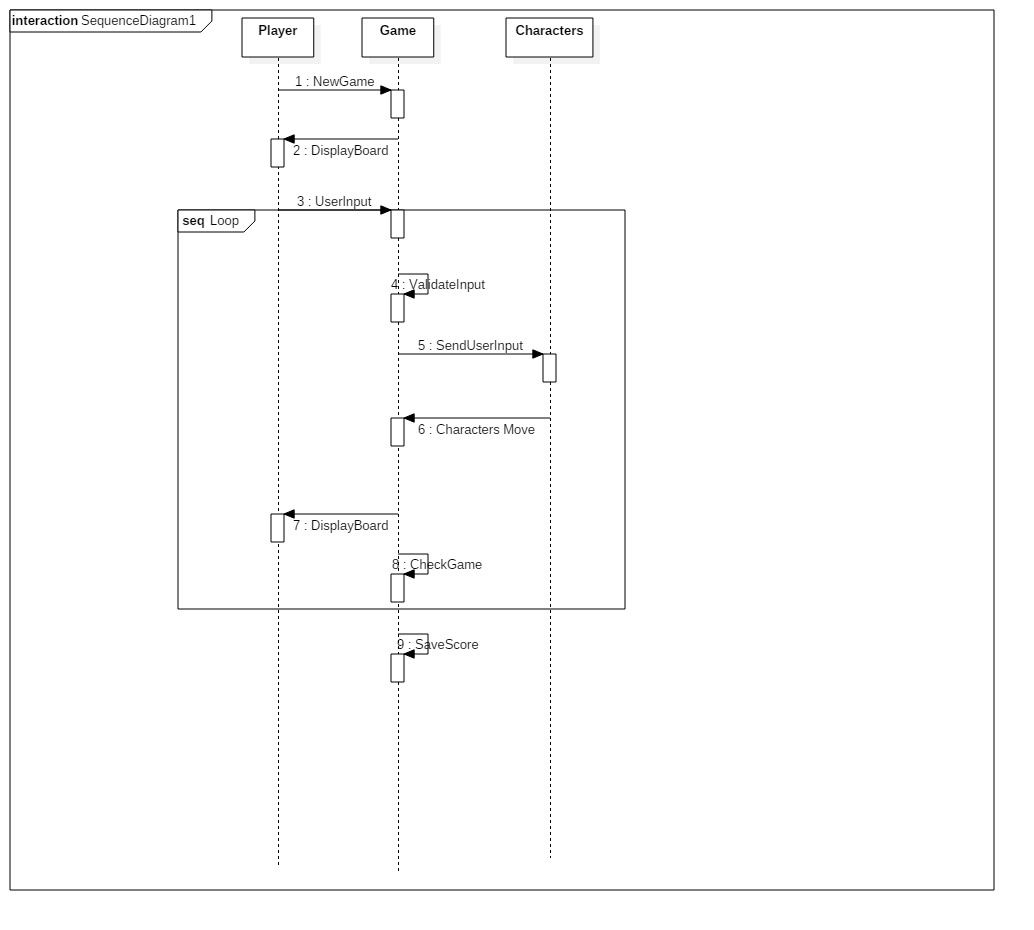 interaction SequenceDiagram1
Player
Game
Characters
1 : NewGame
2 : DisplayBoard
3 : UserInput
seq Loop
4 : ValidateInput
5 : SendUserInput
6 : Characters Move
7 : DisplayBoard
8 : CheckGame
9 : SaveScore